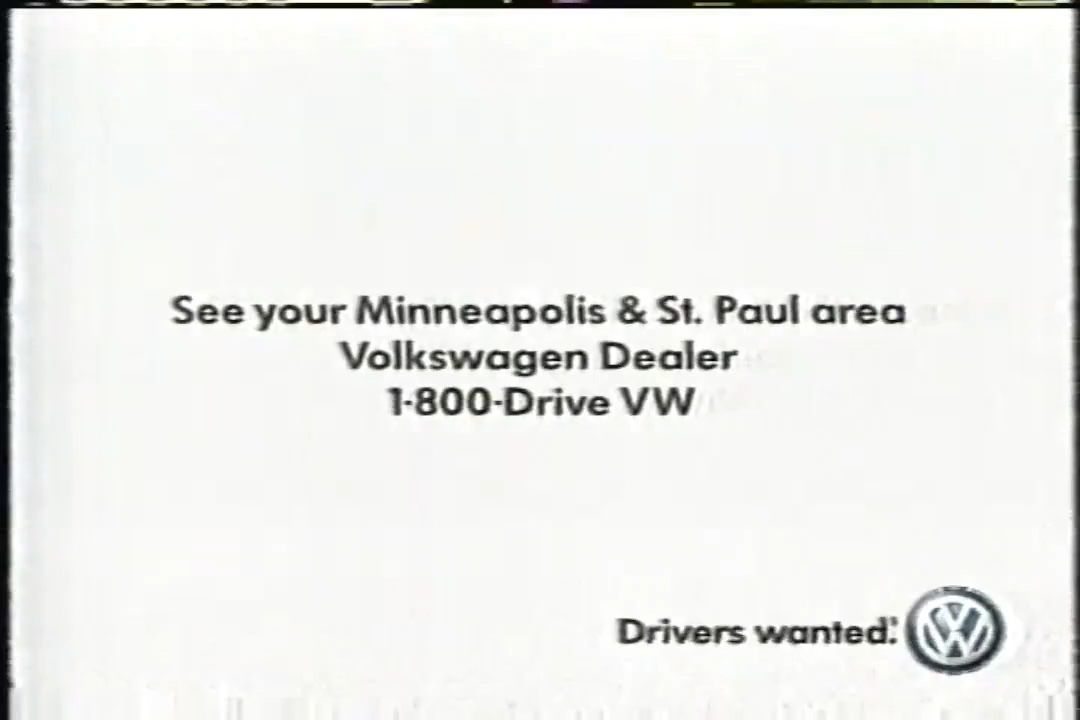 See your Minneapolis & St. Paul area
Volkswagen Dealer
1-800-Drive VW
Drivers wanted.®